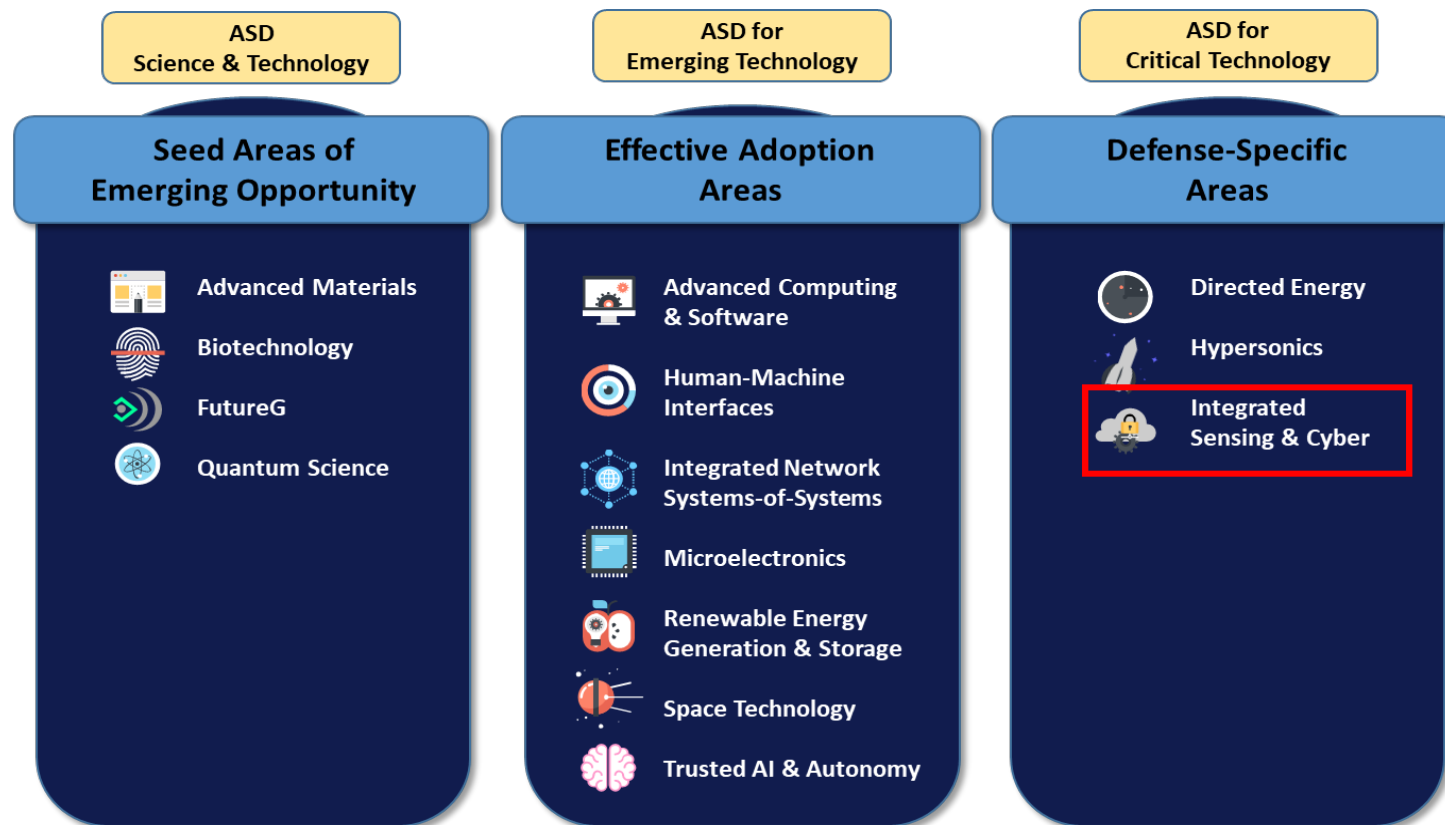 ASD
Science & Technology
Seed Areas of
Emerging Opportunity
Advanced Materials
Biotechnology
FutureG
Quantum Science
ASD for
Emerging Technology
Effective Adoption
Areas
Advanced Computing
& Software
Human-Machine
Interfaces
Integrated Network
Systems-of-Systems
Microelectronics
Renewable Energy
Generation & Storage
Space Technology
Trusted AI & Autonomy
ASD for
Critical Technology
Defense-Specific
Areas
Directed Energy
Hypersonics
Integrated
Sensing & Cyber